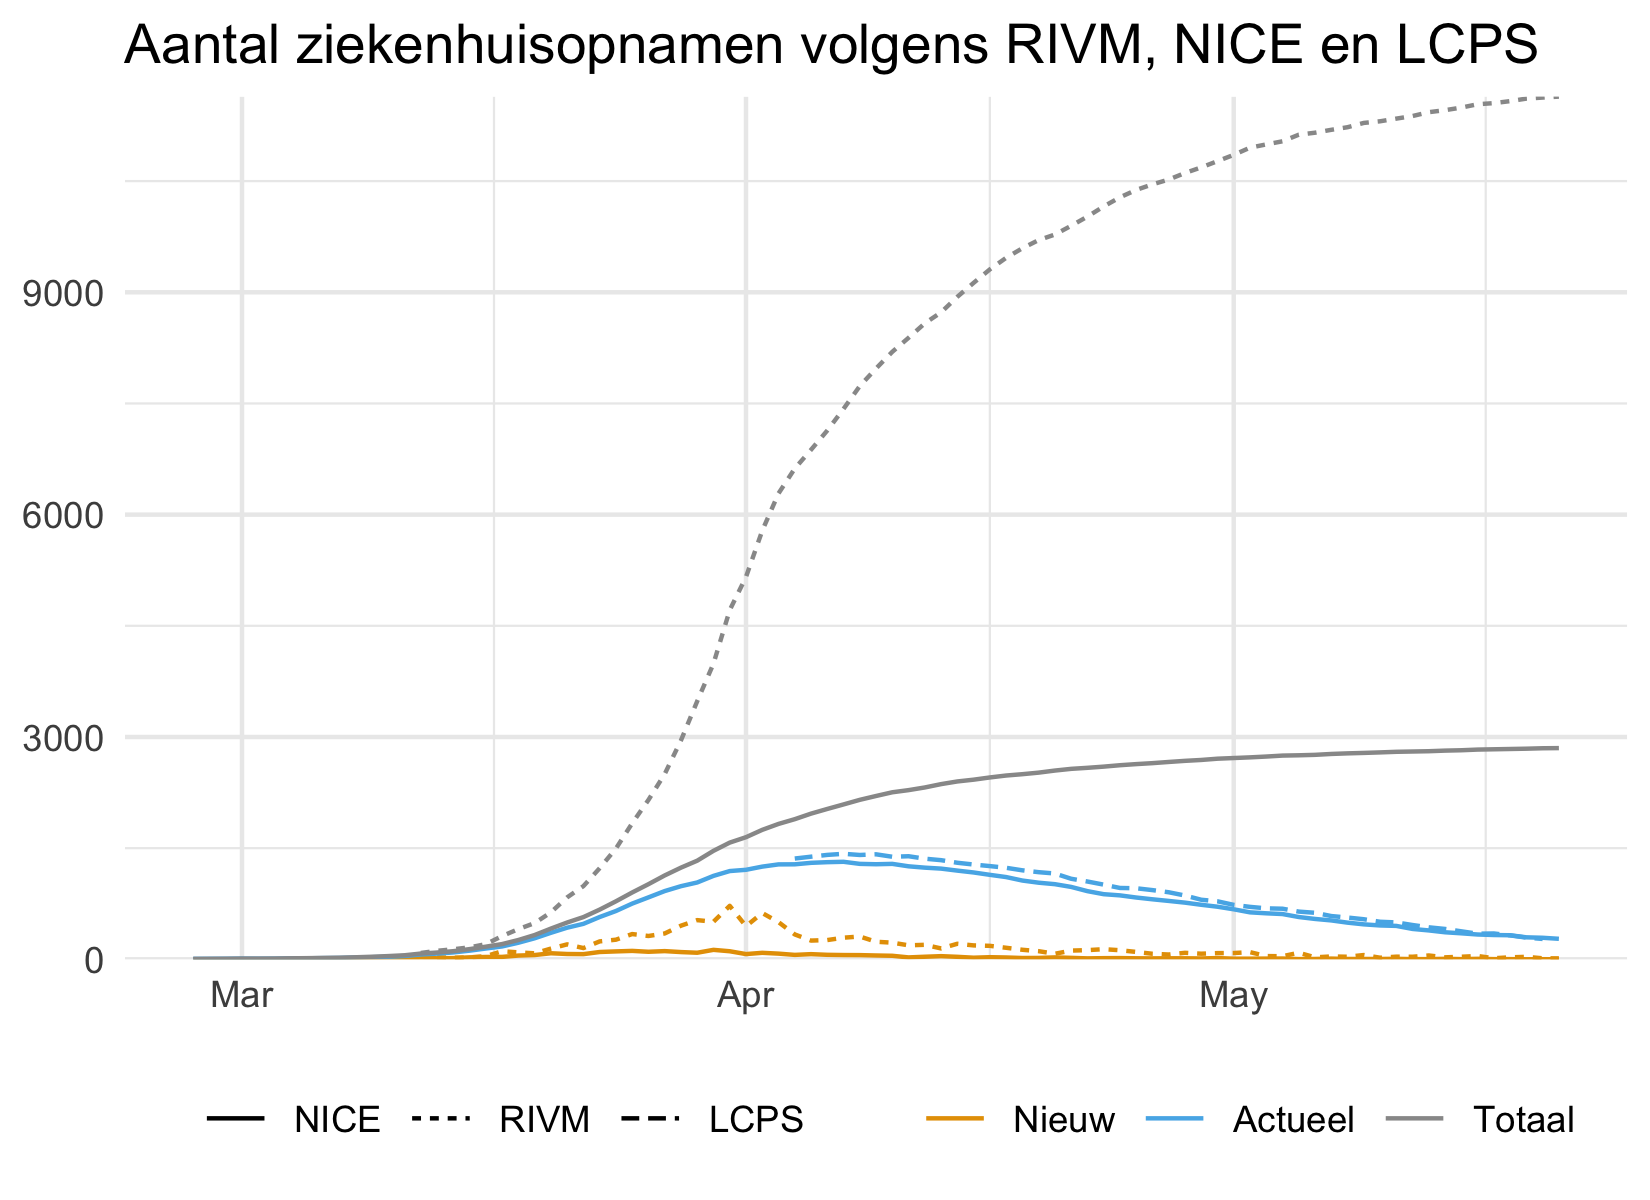 Aantal ziekenhuisopnamen volgens RIVM, NICE en LCPS
9000
6000
3000
0
Mar Apr May
NICE RIVM LCPS Nieuw Actueel Totaal